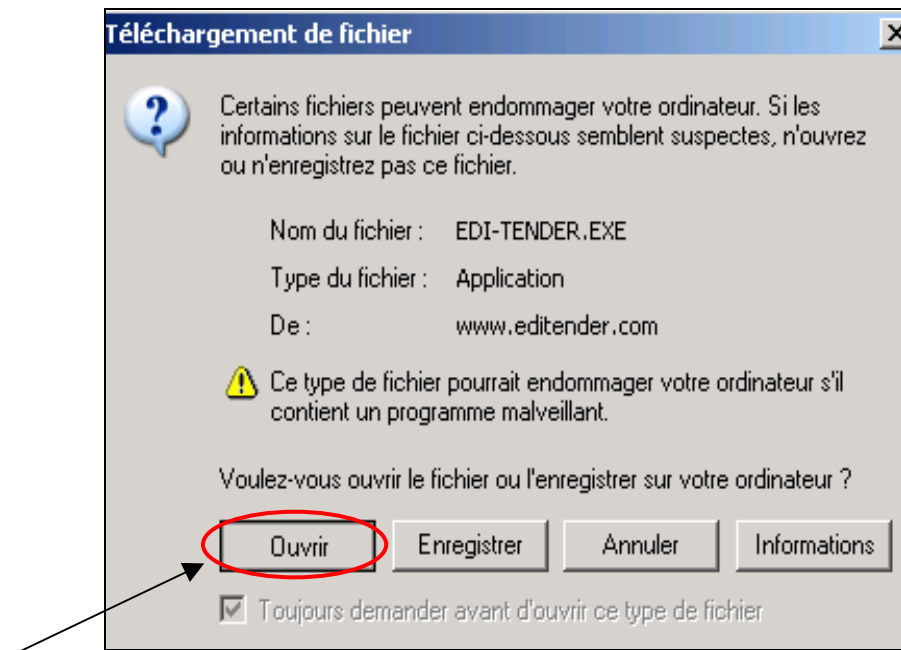 Téléchargement de fichier
Certains fichiers peuvent endommager votre ordinateur. Si les
informations sur le fichier ci-dessous semblent suspectes, n'ouvrez
ou n'enregistrez pas ce fichier.
Nom du fichier : EDI-TENDER.EXE
Type du fichier : Application
De : www.editender.com
Ce type de fichier pourrait endommager votre ordinateur s'il
contient un programme malveillant.
Voulez-vous ouvrir le fichier ou l'enregistrer sur votre ordinateur ?
Ouvrir Enregistrer Annuler Informations
Toujours demander avant d'ouvrir ce type de fichier